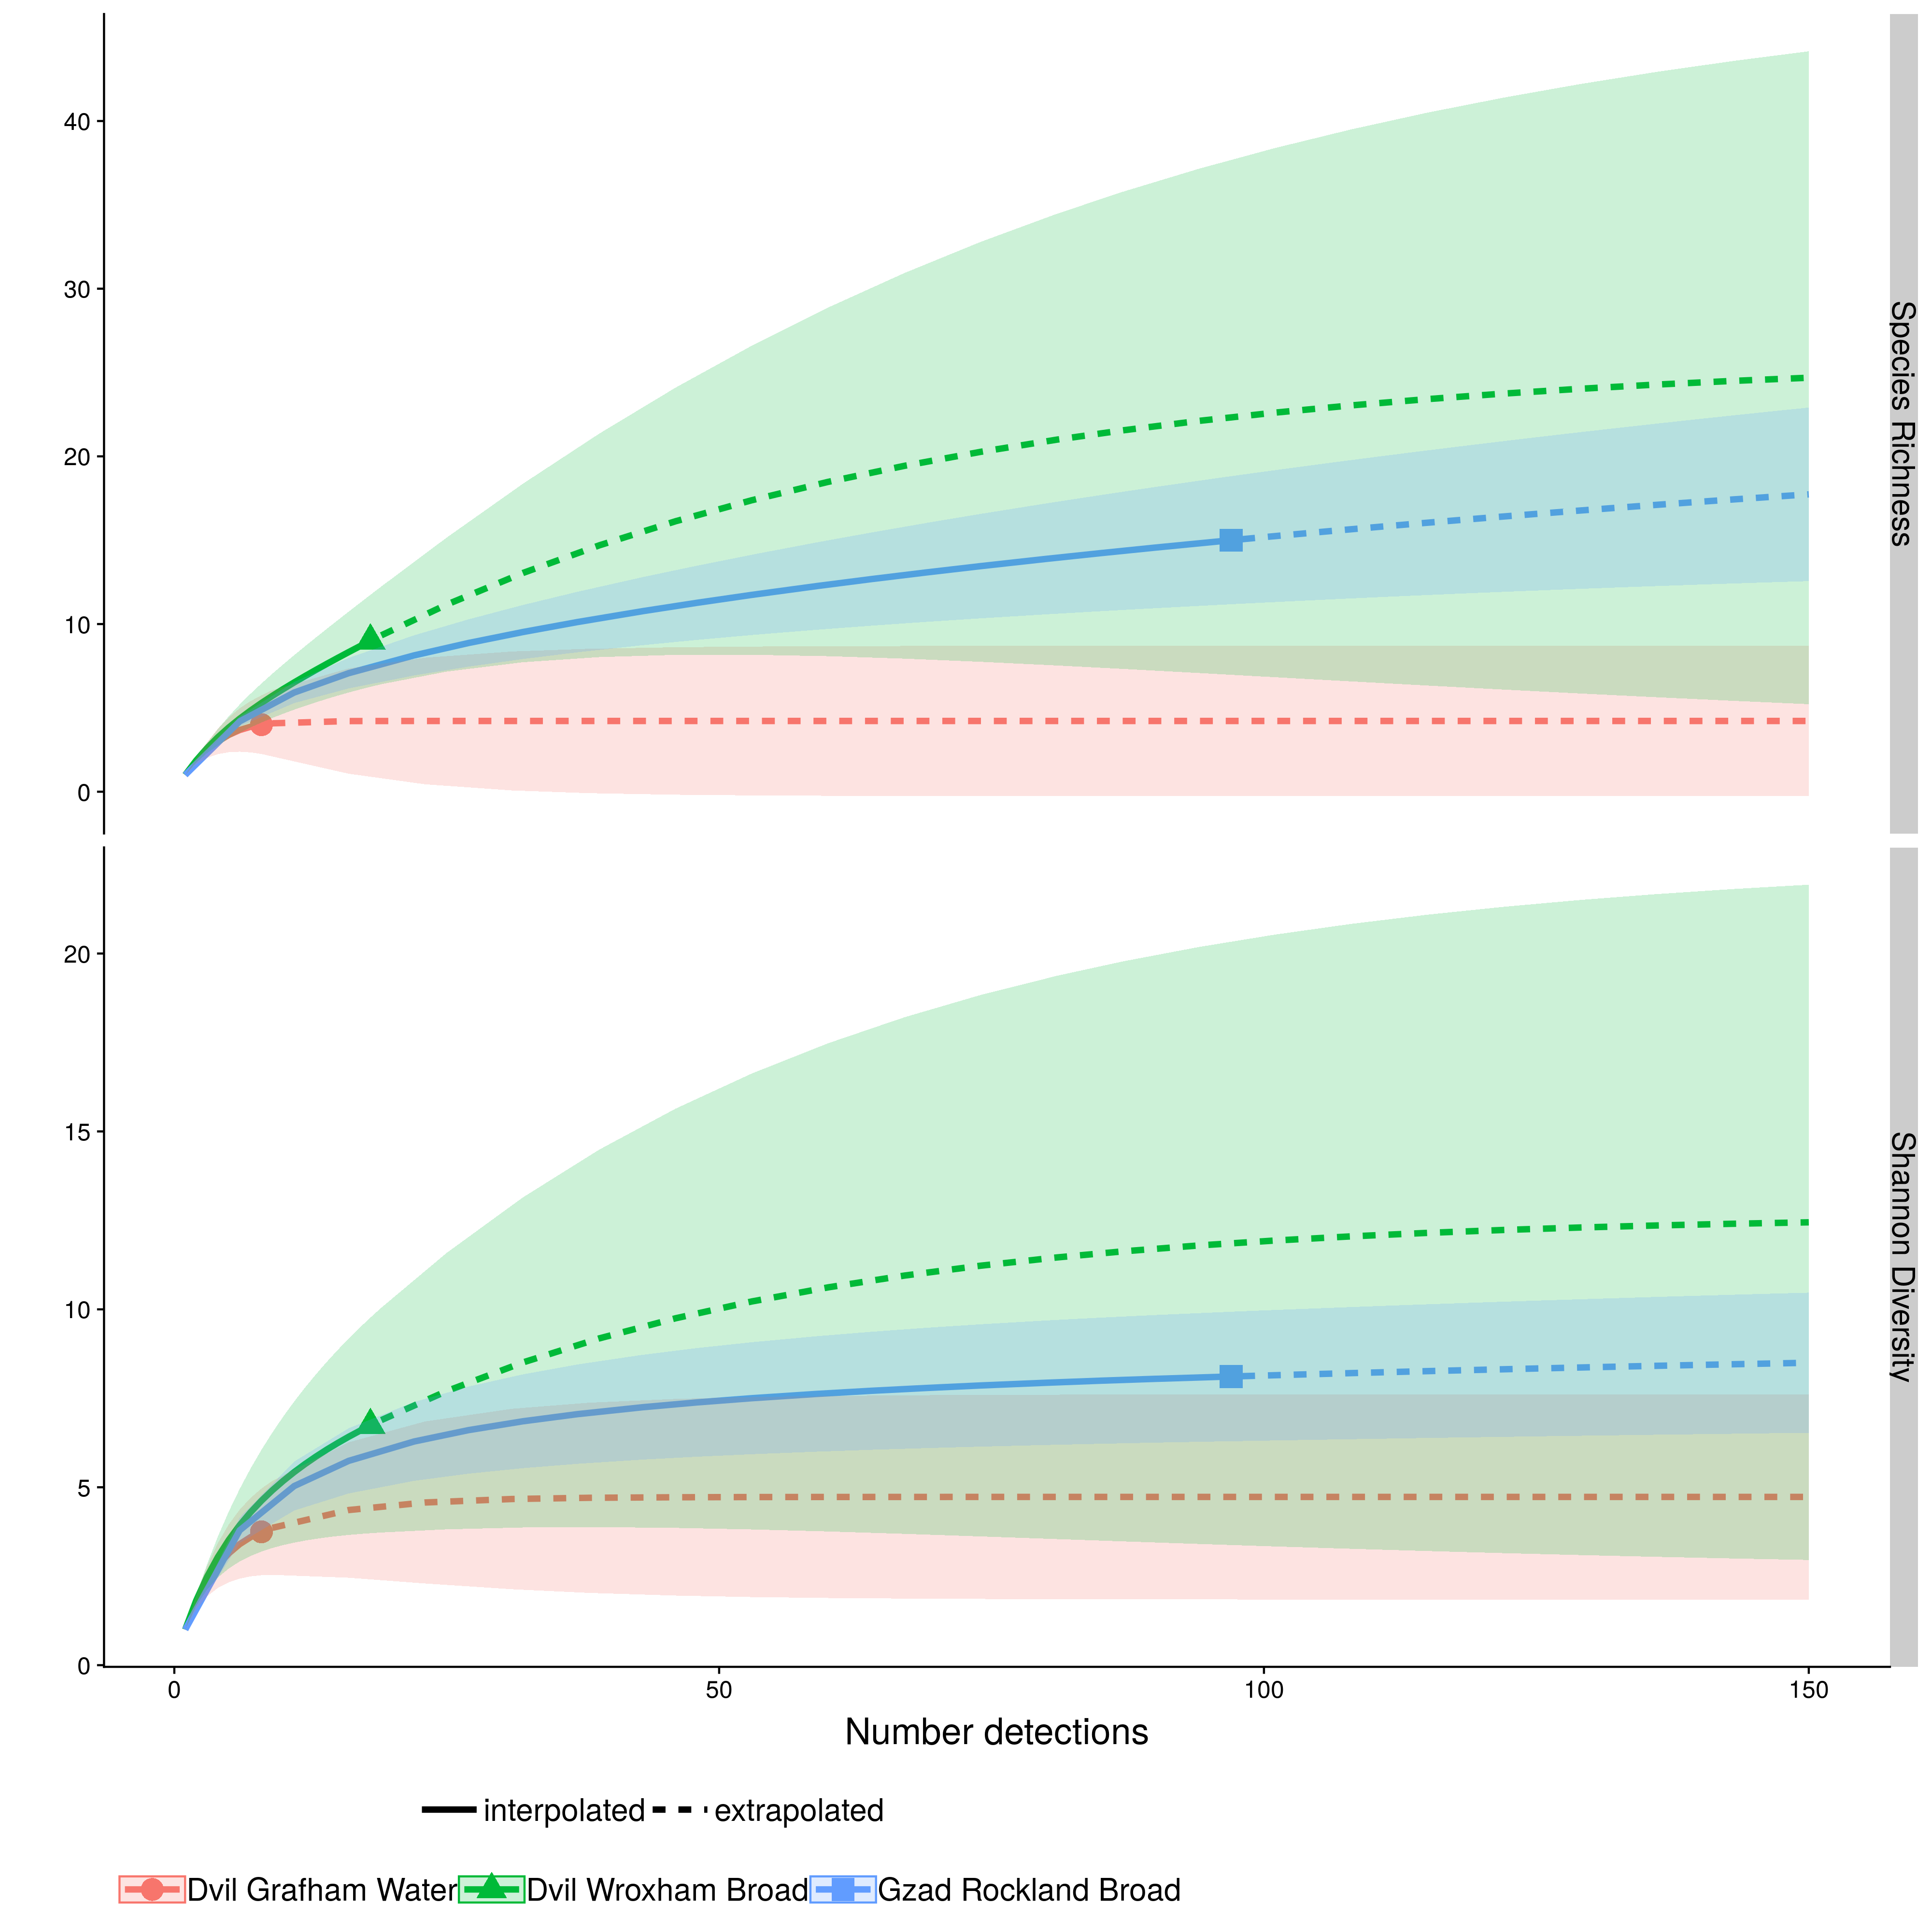 40
30
20
10
0
Species Richness
20
15
10
5
0
Shannon Diversity
0 50 100 150
Number detections
interpolated extrapolated
Dvil Grafham Water Dvil Wroxham Broad Gzad Rockland Broad